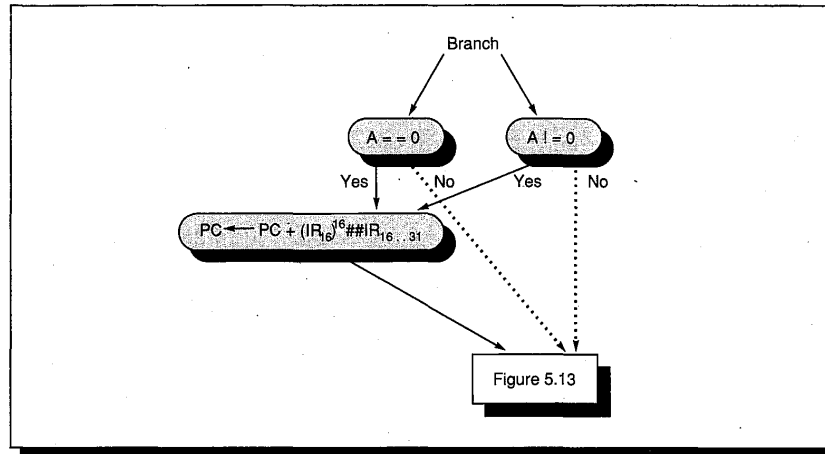 Branch
A = = 0
A ! = 0
Yes
No
Yes
No
PC ← PC + (IR₁₆)¹⁶##IR₁₆..₃₁
Figure 5.13